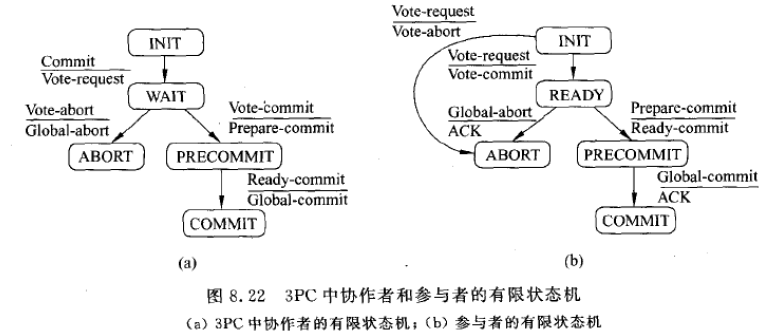 INIT
Commit
Vote-request
WAIT
Vote-abort
Global-abort
Vote-commit
Prepare-commit
ABORT
PRECOMMIT
Ready-commit
Global-commit
COMMIT
(a)
Vote-request
Vote-abort
INIT
Vote-request
Vote-commit
READY
Global-abort
ACK
Prepare-commit
Ready-commit
ABORT
PRECOMMIT
Global-commit
ACK
COMMIT
(b)
图 8.22 3PC 中协作者和参与者的有限状态机
(a) 3PC 中协作者的有限状态机；(b) 参与者的有限状态机